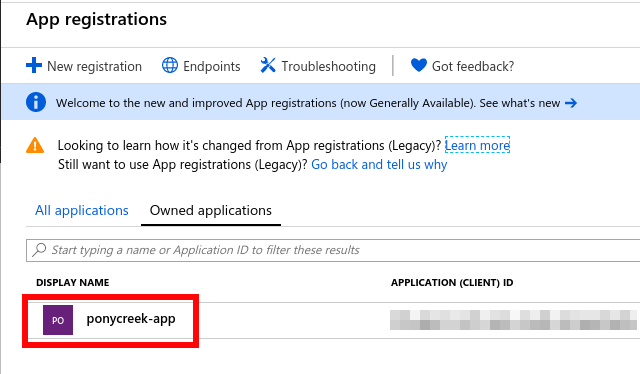 App registrations
New registration Endpoints Troubleshooting Got feedback?
Welcome to the new and improved App registrations (now Generally Available). See what's new →
Looking to learn how it's changed from App registrations (Legacy)? Learn more
Still want to use App registrations (Legacy)? Go back and tell us why
All applications Owned applications
Start typing a name or Application ID to filter these results
DISPLAY NAME APPLICATION (CLIENT) ID
PO ponycreek-app